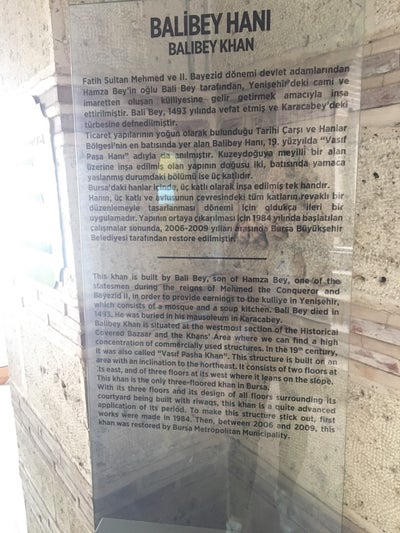 BALİBEY HANI
BALIBEY KHAN
Fatih Sultan Mehmed ve II. Bayezid dönemi devlet adamlarından
Hamza Bey'in oğlu Bali Bey tarafından, Yenişehir'deki cami ve
imaretten oluşan külliyesine gelir getirmek amacıyla inşa
ettirilmiştir. Bali Bey, 1493 yılında vefat etmiş ve Karacabey'deki
türbesine defnedilmiştir.
Ticaret yapılarının yoğun olarak bulunduğu Tarihi Çarşı ve Hanlar
Bölgesi'nin en batısında yer alan Balibey Hanı, 19. yüzyılda "Vasıf
Paşa Hanı" adıyla da anılmıştır. Kuzeydoğuya meyilli bir alan
üzerine inşa edilmiş olan yapının doğusu iki, batısında yamaca
yaslanmış durumdaki bölümü ise üç katlıdır.
Bursa'daki hanlar içinde, üç katlı olarak inşa edilmiş tek handır.
Hanın, üç katlı ve avlusunun çevresindeki tüm katların revaklı bir
düzenlemeyle tasarlanması dönemi için oldukça ileri bir
uygulamadır. Yapının ortaya çıkarılması için 1984 yılında başlatılan
çalışmalar sonunda, 2006-2009 yılları arasında Bursa Büyükşehir
Belediyesi tarafından restore edilmiştir.
This khan is built by Bali Bey, son of Hamza Bey, one of the
statesmen during the reigns of Mehmed the Conqueror and
Bayezid II, in order to provide earnings to the kulliye in Yenişehir,
which consists of a mosque and a soup kitchen. Bali Bey died in
1493. He was buried in his mausoleum in Karacabey.
Balibey Khan is situated at the westmost section of the Historical
Covered Bazaar and the Khans' Area where we can find a high
concentration of commercially used structures. In the 19th century,
it was also called "Vasıf Pasha Khan". This structure is built on an
area with an inclination to the northeast. It consists of two floors at
its east, and of three floors at its west where it leans on the slope.
This khan is the only three-floored khan in Bursa.
With its three floors and its design of all floors surrounding its
courtyard being built with riwaqs, this khan is a quite advanced
application of its period. To make this structure stick out, first
works were made in 1984. Then, between 2006 and 2009, this
khan was restored by Bursa Metropolitan Municipality.